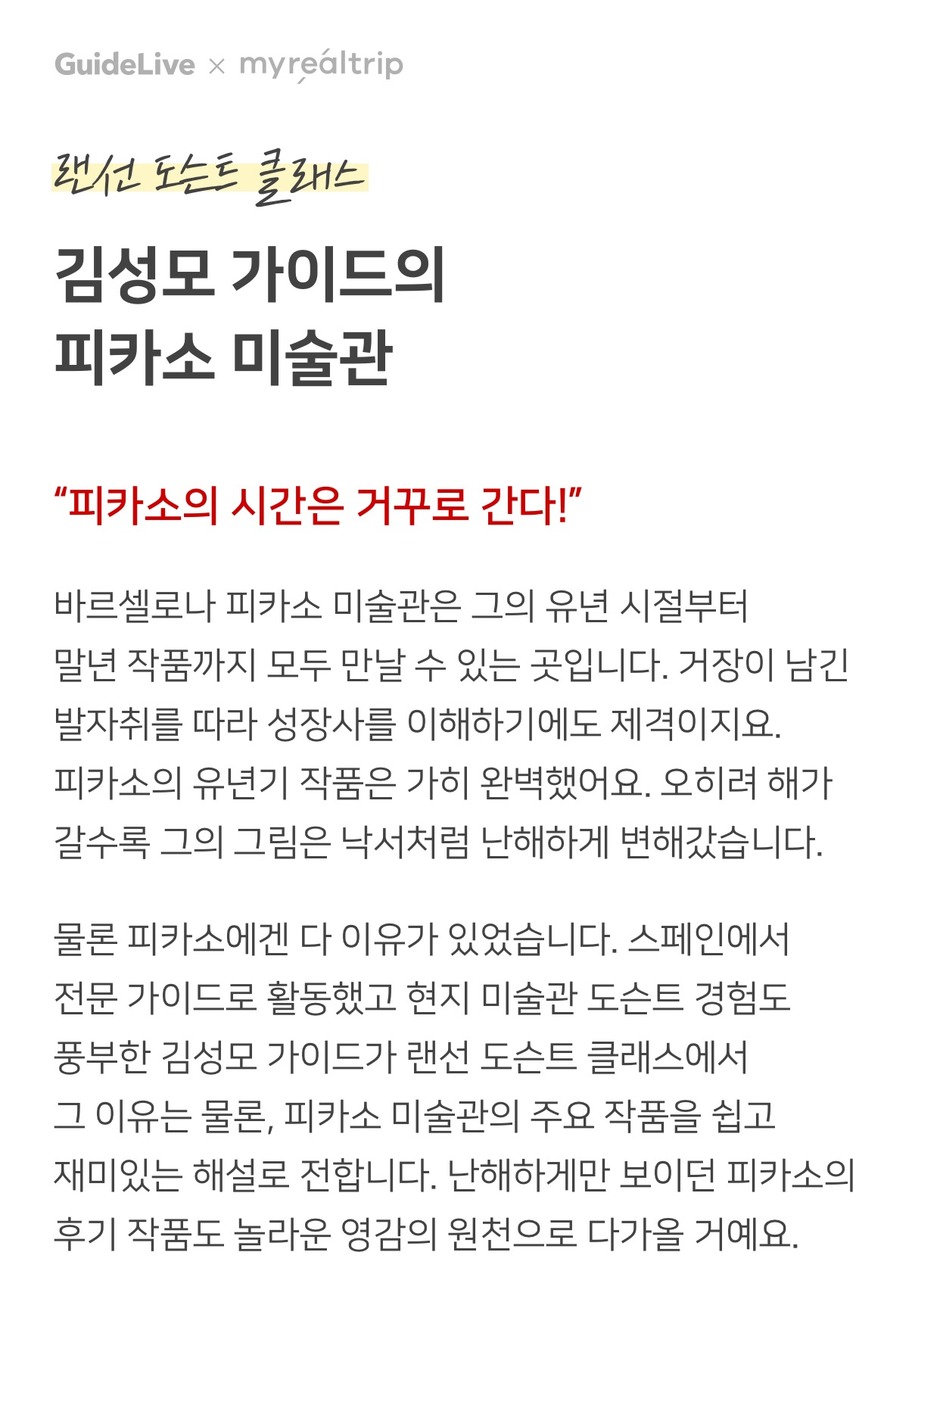 GuideLive × myrealtrip
랜선 도슨트 클래스
김성모 가이드의
피카소 미술관
“피카소의 시간은 거꾸로 간다!”
바르셀로나 피카소 미술관은 그의 유년 시절부터
말년 작품까지 모두 만날 수 있는 곳입니다. 거장이 남긴
발자취를 따라 성장사를 이해하기에도 제격이지요.
피카소의 유년기 작품은 가히 완벽했어요. 오히려 해가
갈수록 그의 그림은 낙서처럼 난해하게 변해갔습니다.
물론 피카소에겐 다 이유가 있었습니다. 스페인에서
전문 가이드로 활동했고 현지 미술관 도슨트 경험도
풍부한 김성모 가이드가 랜선 도슨트 클래스에서
그 이유는 물론, 피카소 미술관의 주요 작품을 쉽고
재미있는 해설로 전합니다. 난해하게만 보이던 피카소의
후기 작품도 놀라운 영감의 원천으로 다가올 거예요.